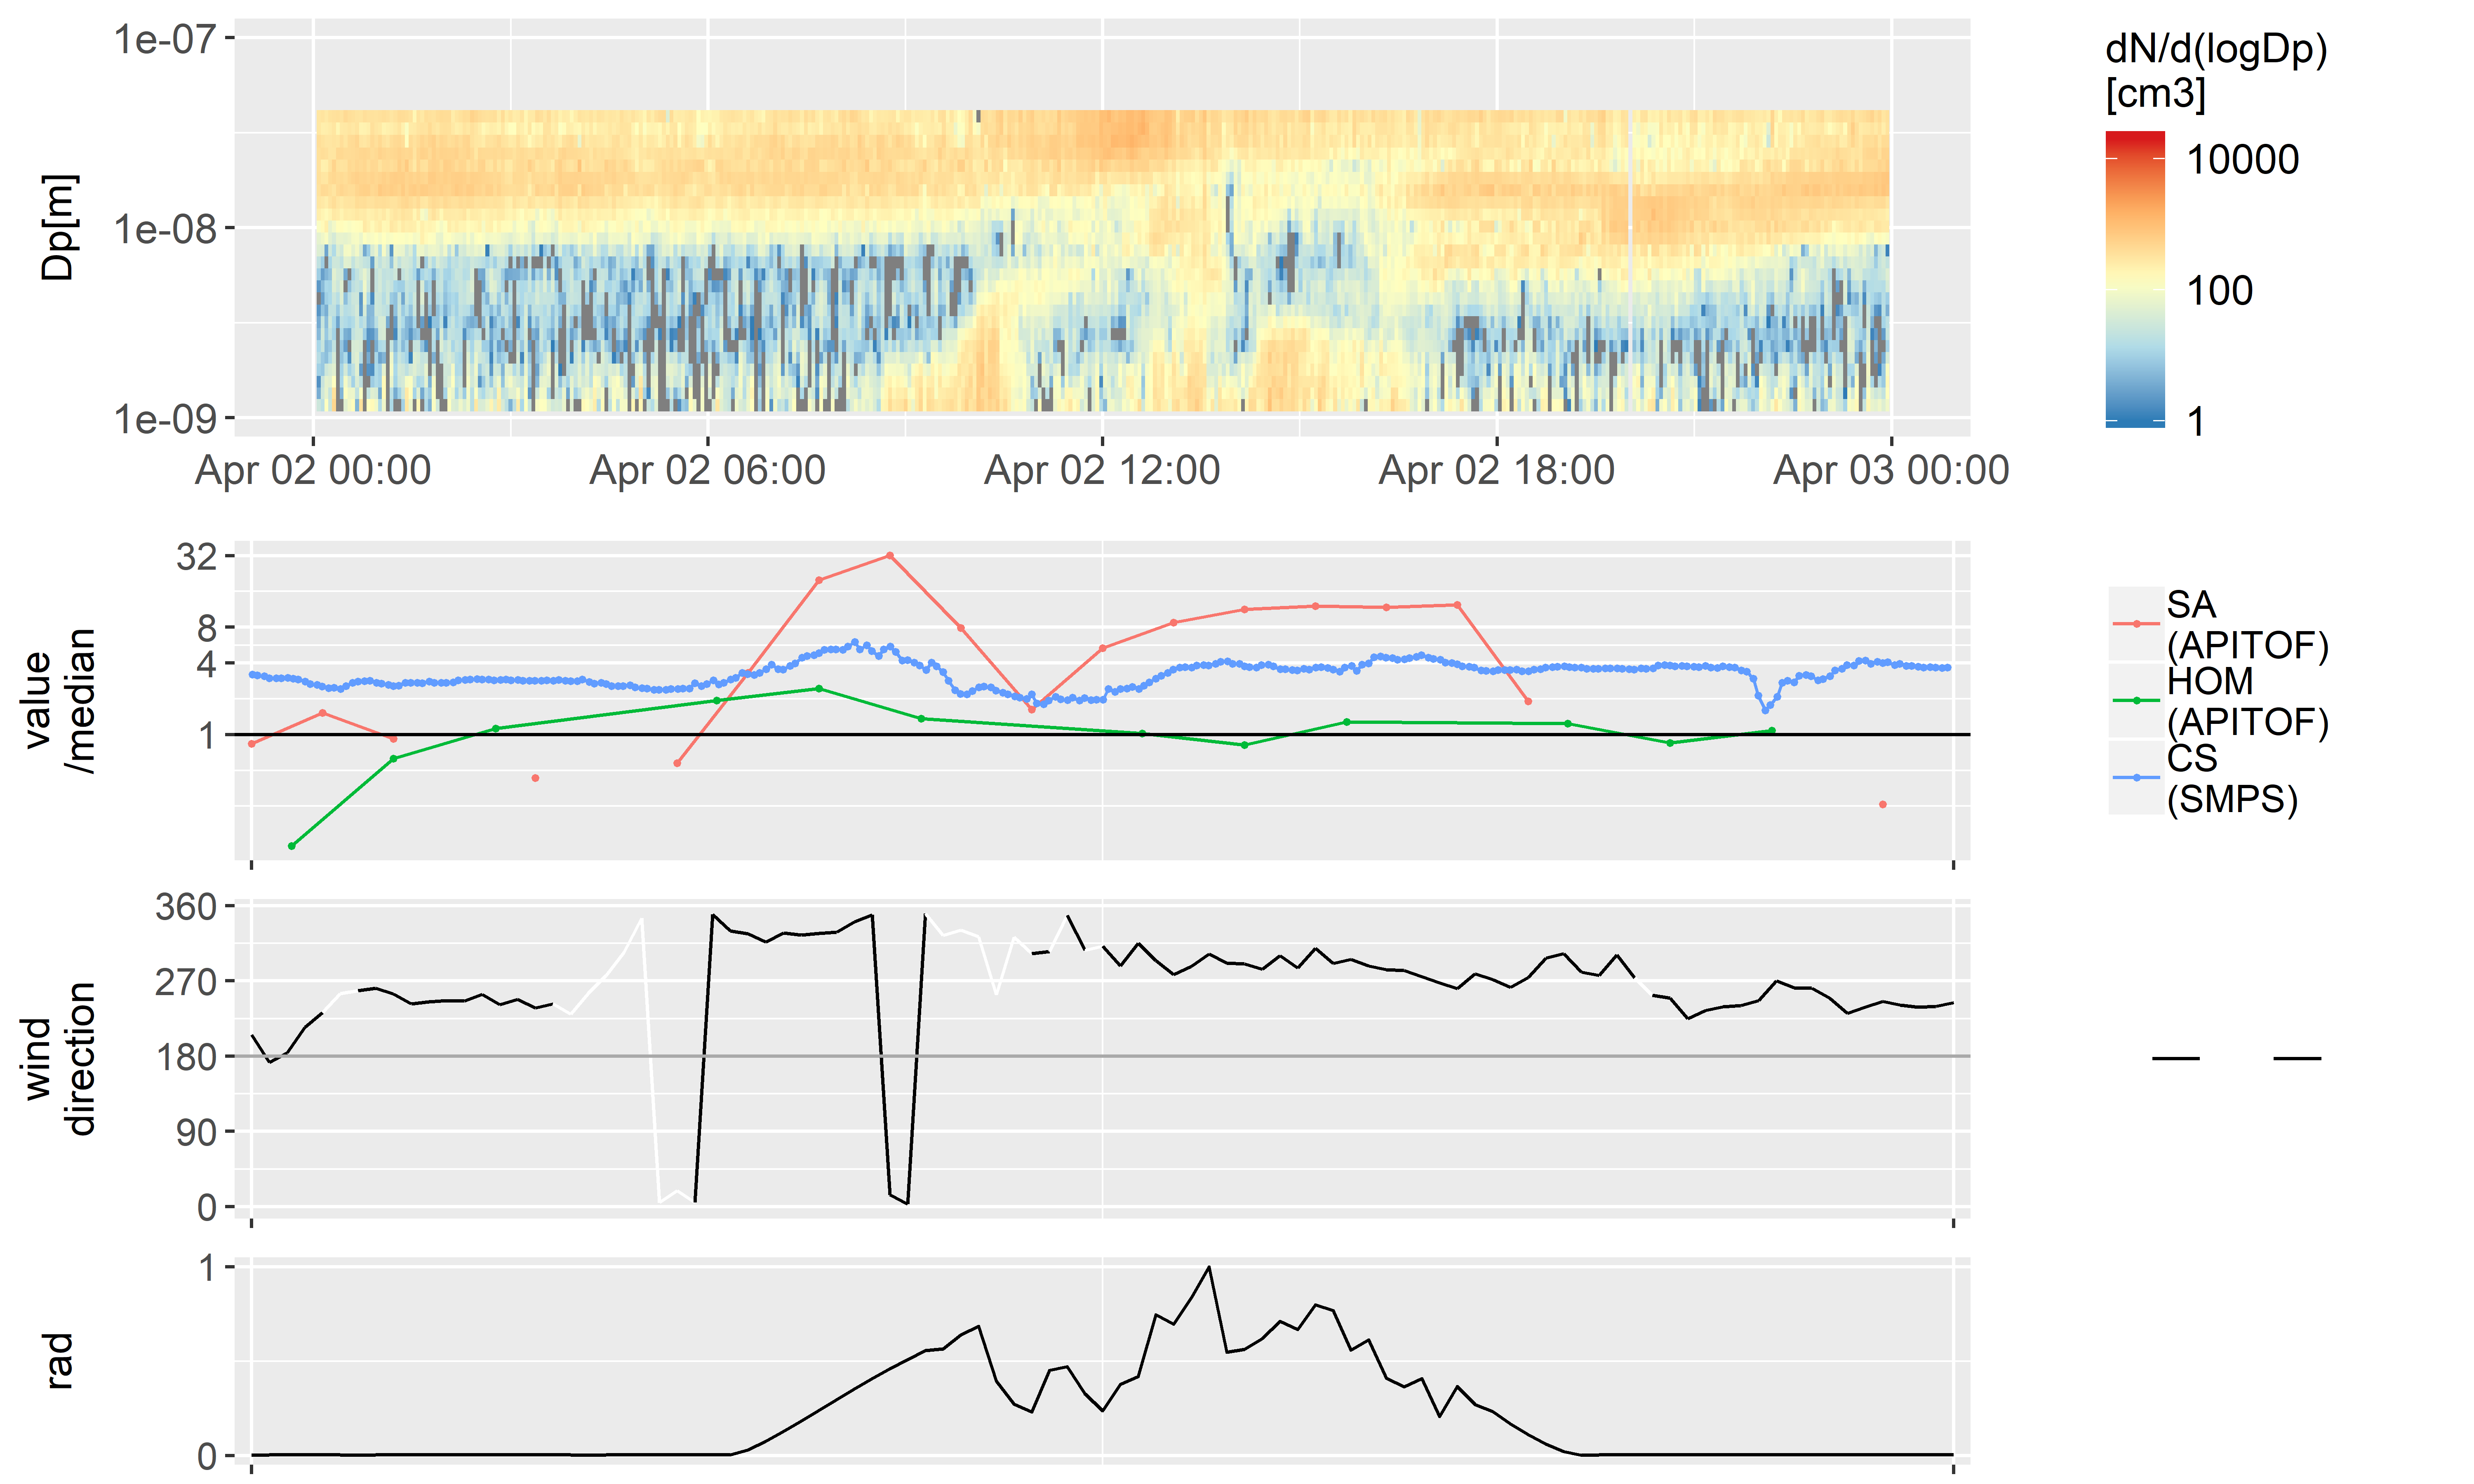 1e-07
1e-08
1e-09
Dp[m]
Apr 02 00:00
Apr 02 06:00
Apr 02 12:00
Apr 02 18:00
Apr 03 00:00
dN/d(logDp)
[cm3]
10000
100
1
32
8
4
1
value
/median
SA
(APITOF)
HOM
(APITOF)
CS
(SMPS)
360
270
180
90
0
wind
direction
1
0
rad